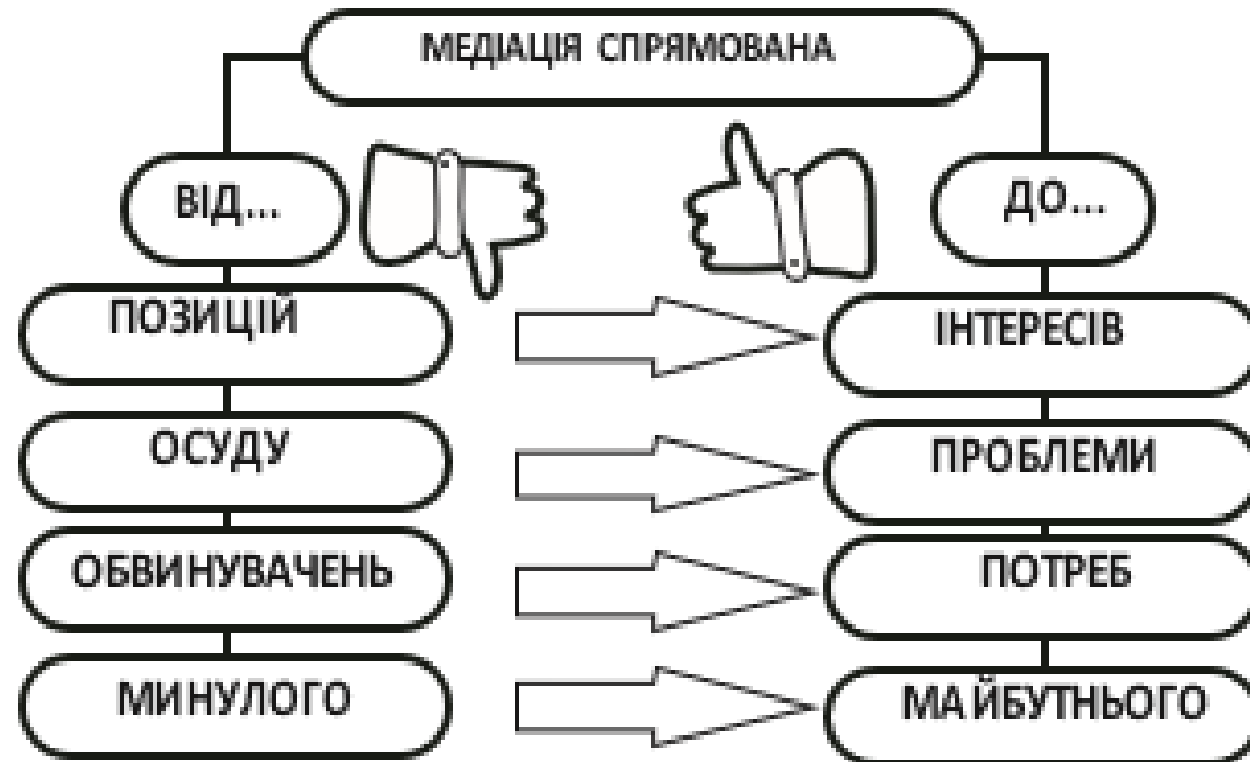 МЕДІАЦІЯ СПРЯМОВАНА
ВІД...
ДО...
ПОЗИЦІЙ
ІНТЕРЕСІВ
ОСУДУ
ПРОБЛЕМИ
ОБВИНУВАЧЕНЬ
ПОТРЕБ
МИНУЛОГО
МАЙБУТНЬОГО